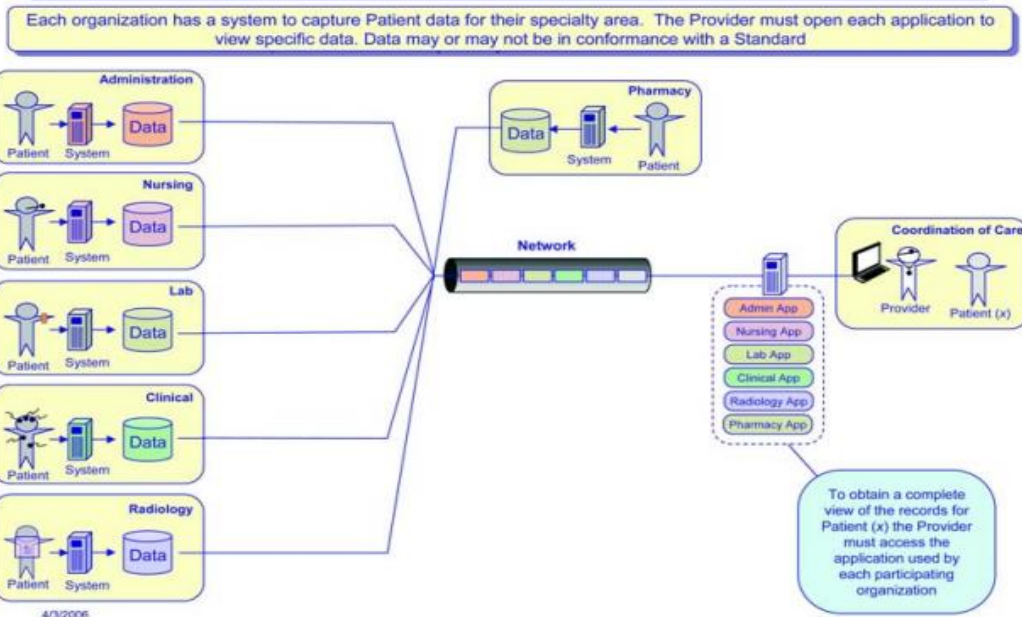 Each organization has a system to capture Patient data for their specialty area. The Provider must open each application to
view specific data. Data may or may not be in conformance with a Standard
Administration
Data
Patient
System
Nursing
Data
Patient
System
Lab
Data
Patient
System
Clinical
Data
Patient
System
Radiology
Data
Patient
System
4/3/2006
Pharmacy
Data
System
Patient
Network
Admin App
Nursing App
Lab App
Clinical App
Radiology App
Pharmacy App
Coordination of Care
Provider
Patient (x)
To obtain a complete
view of the records for
Patient (x) the Provider
must access the
application used by
each participating
organization